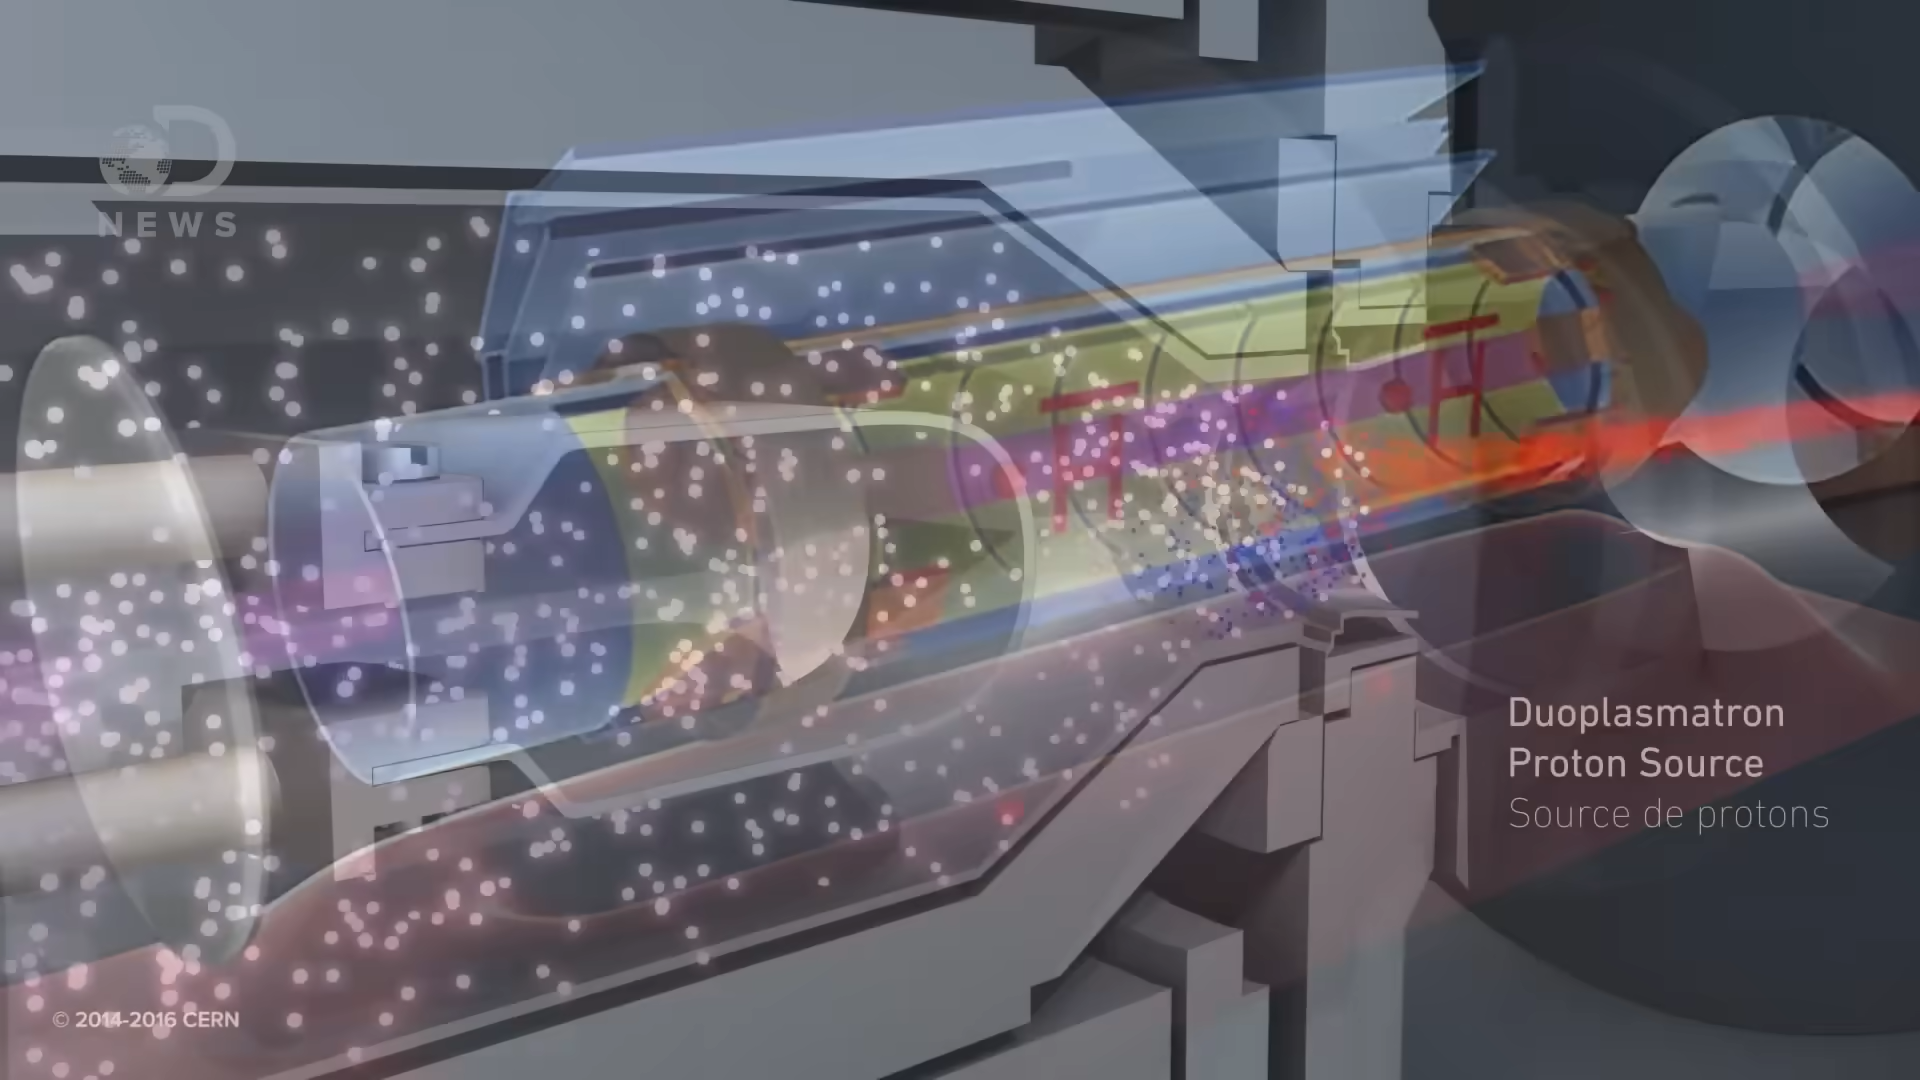 NEWS
Duoplasmatron
Proton Source
Source de protons
© 2014-2016 CERN